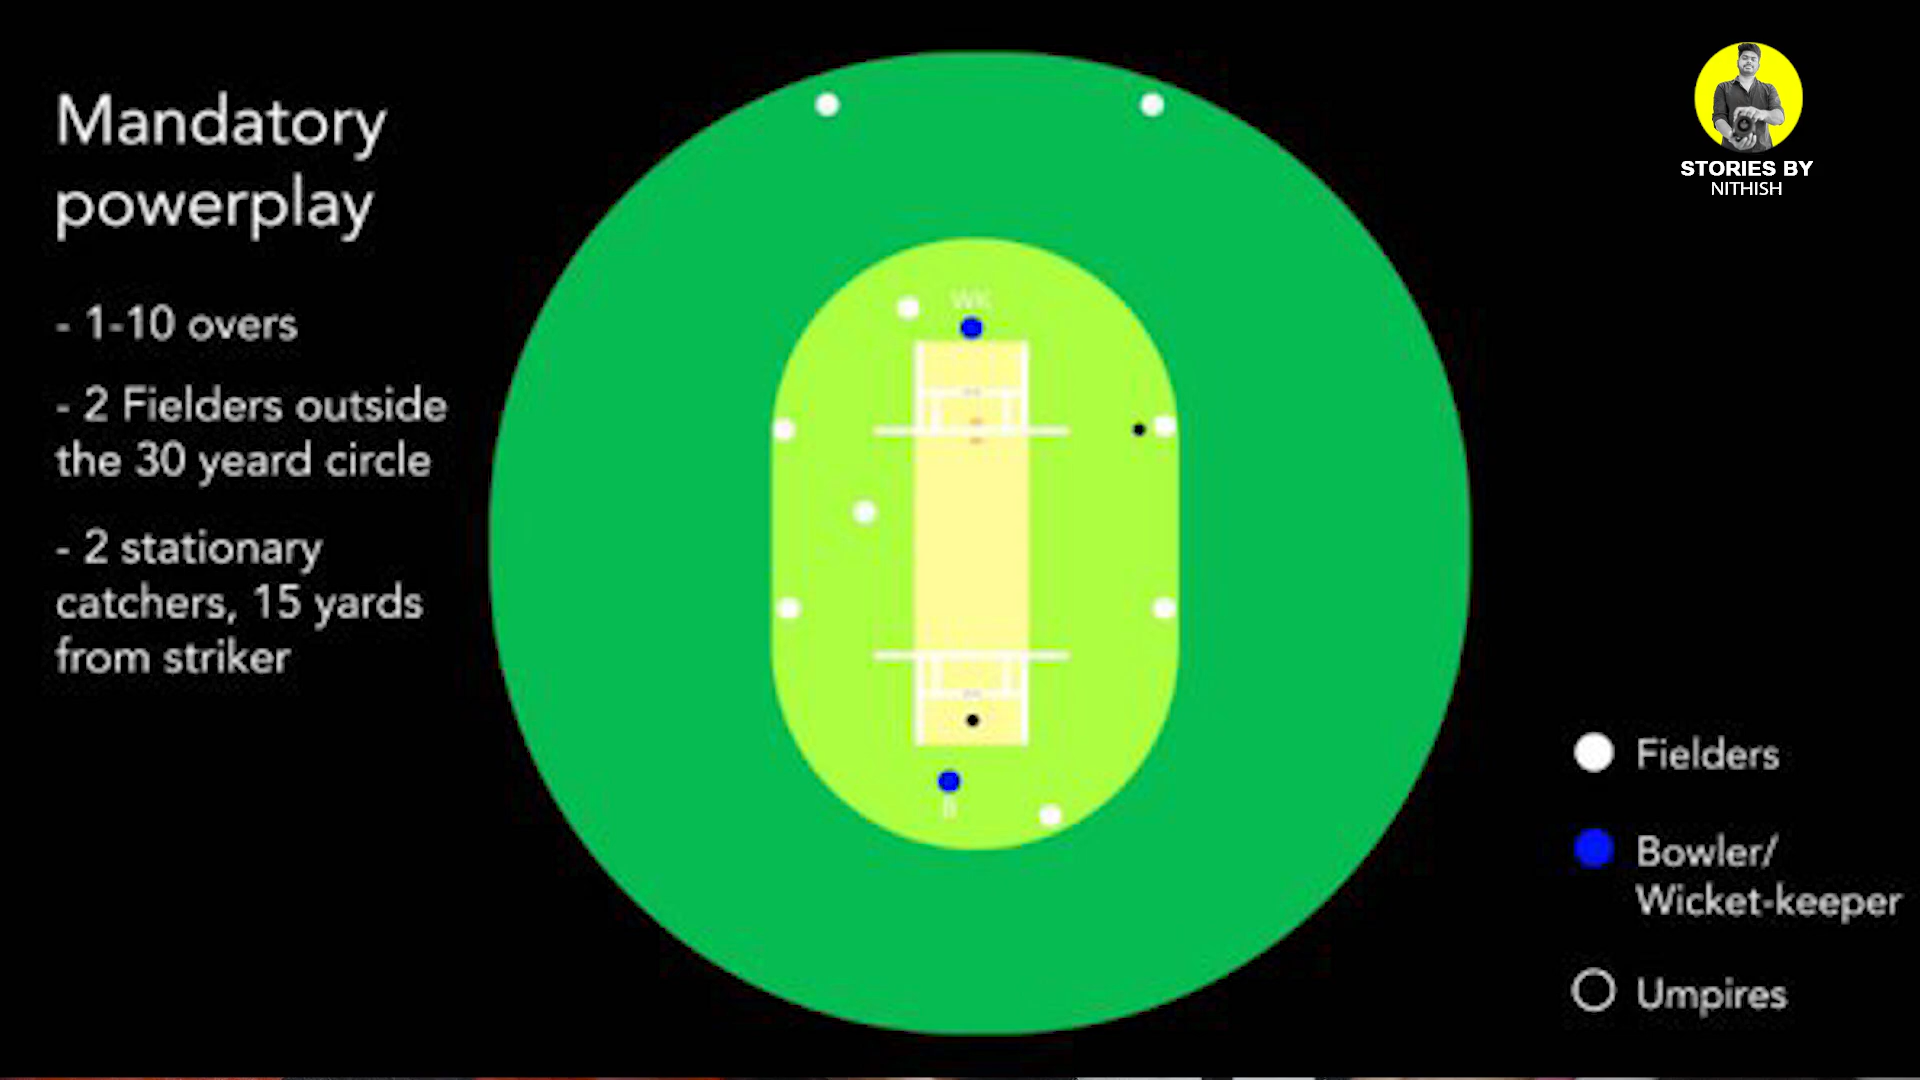 Mandatory
powerplay
- 1-10 overs
- 2 Fielders outside
the 30 yeard circle
- 2 stationary
catchers, 15 yards
from striker
WK
B
STORIES BY
NITHISH
Fielders
Bowler/
Wicket-keeper
Umpires